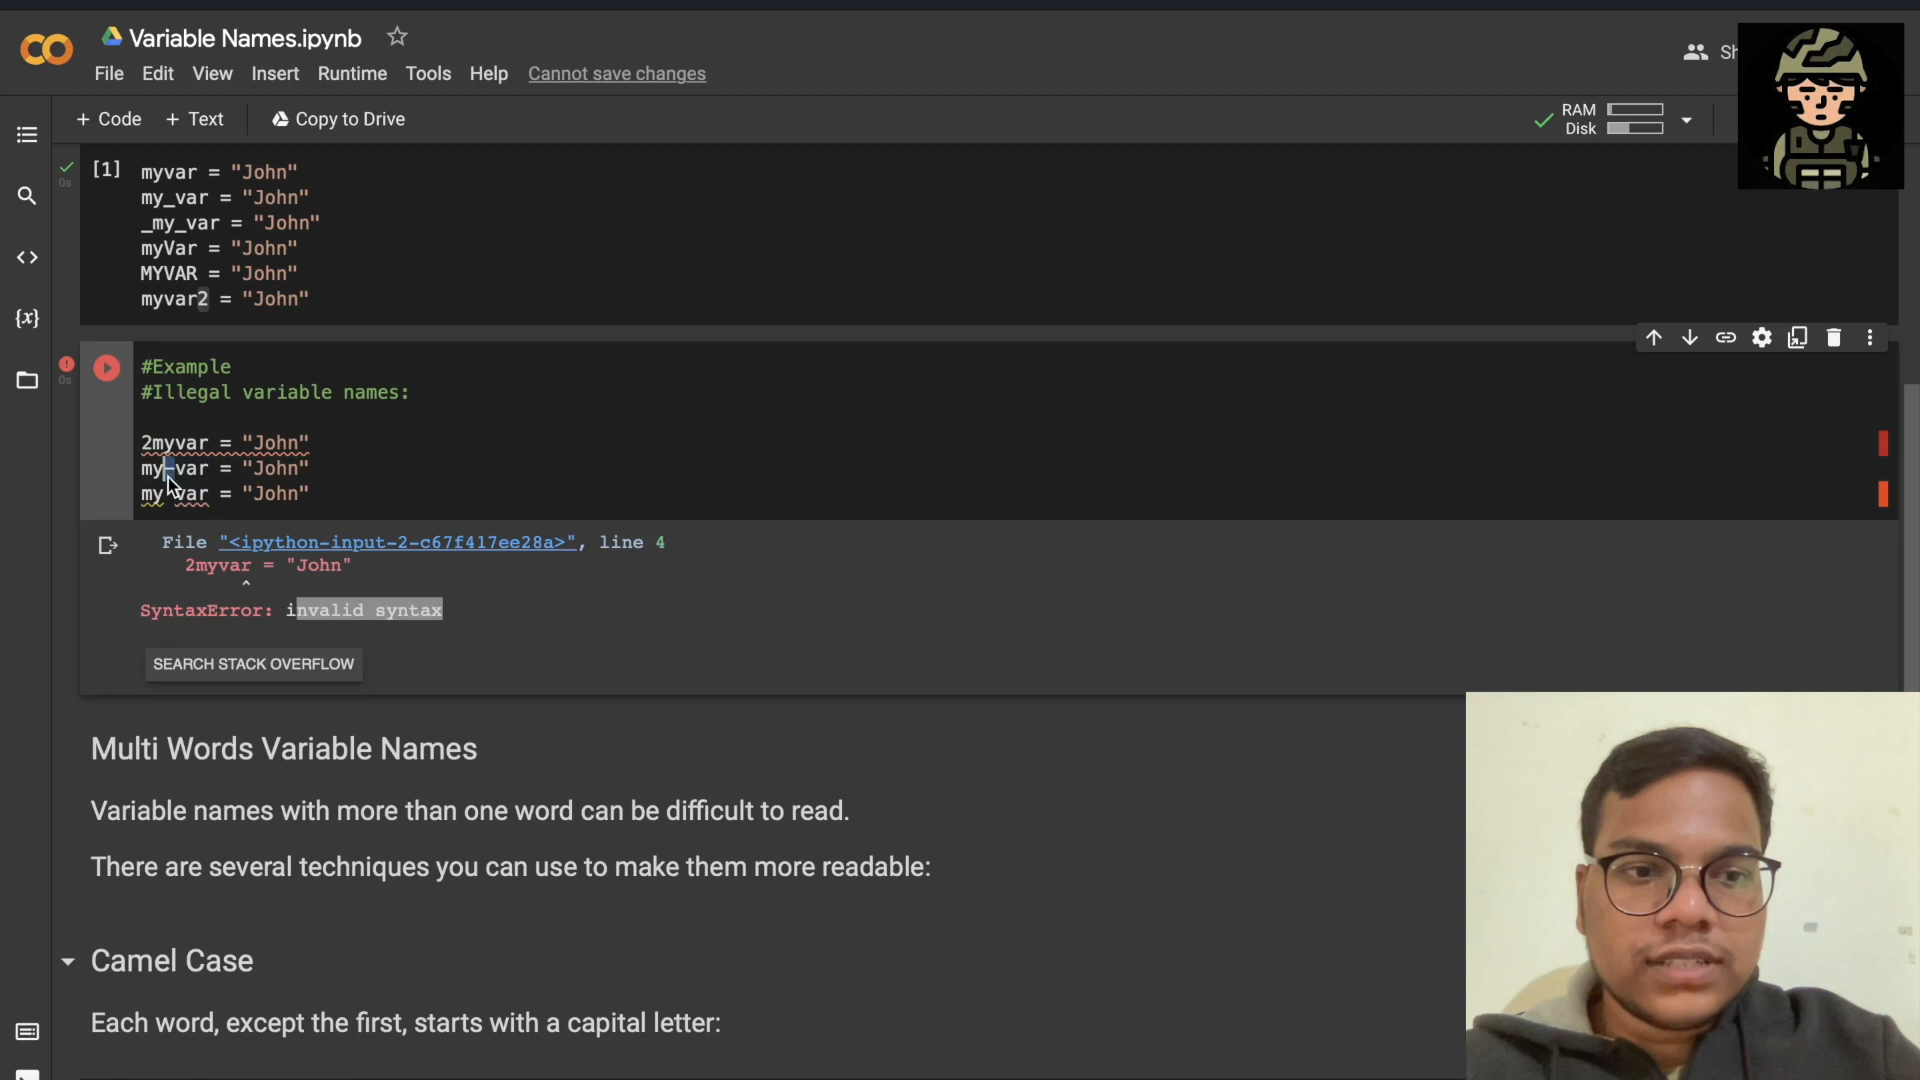 Variable Names.ipynb
File Edit View Insert Runtime Tools Help Cannot save changes
+ Code + Text Copy to Drive
RAM
Disk
[1]
0s
myvar = "John"
my_var = "John"
_my_var = "John"
myVar = "John"
MYVAR = "John"
myvar2 = "John"
0s
#Example
#Illegal variable names:
2myvar = "John"
my-var = "John"
my var = "John"
File "<ipython-input-2-c67f417ee28a>", line 4
2myvar = "John"
^
SyntaxError: invalid syntax
SEARCH STACK OVERFLOW
Multi Words Variable Names
Variable names with more than one word can be difficult to read.
There are several techniques you can use to make them more readable:
Camel Case
Each word, except the first, starts with a capital letter: